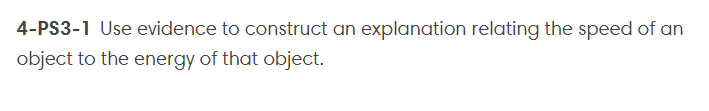 4-PS3-1 Use evidence to construct an explanation relating the speed of an
object to the energy of that object.